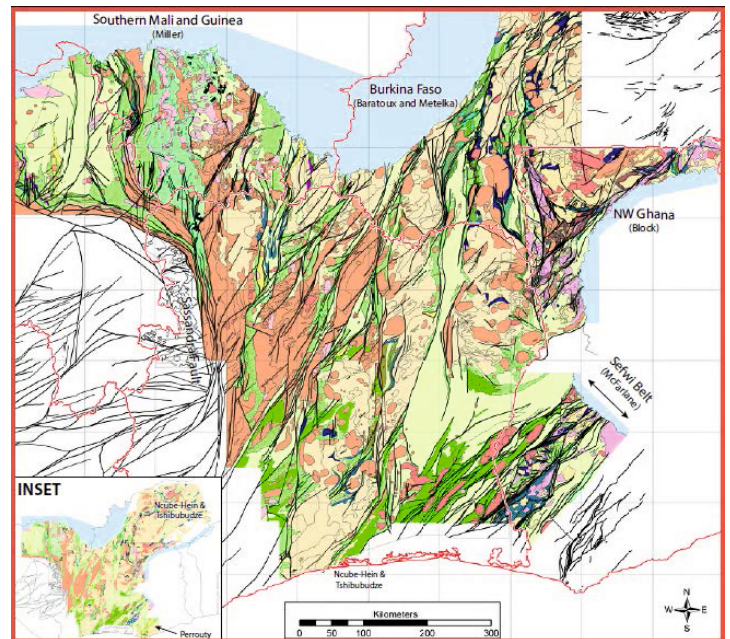 Southern Mali and Guinea
(Miller)
Burkina Faso
(Baratoux and Metelka)
NW Ghana
(Block)
Sassandra Fault
Sefwi Belt
(McFarlane)
INSET
Ncube-Hein &
Tshibubudze
Perrouty
Ncube-Hein &
Tshibubudze
Kilometers
0 25 50 100 200 300
N
W E
S